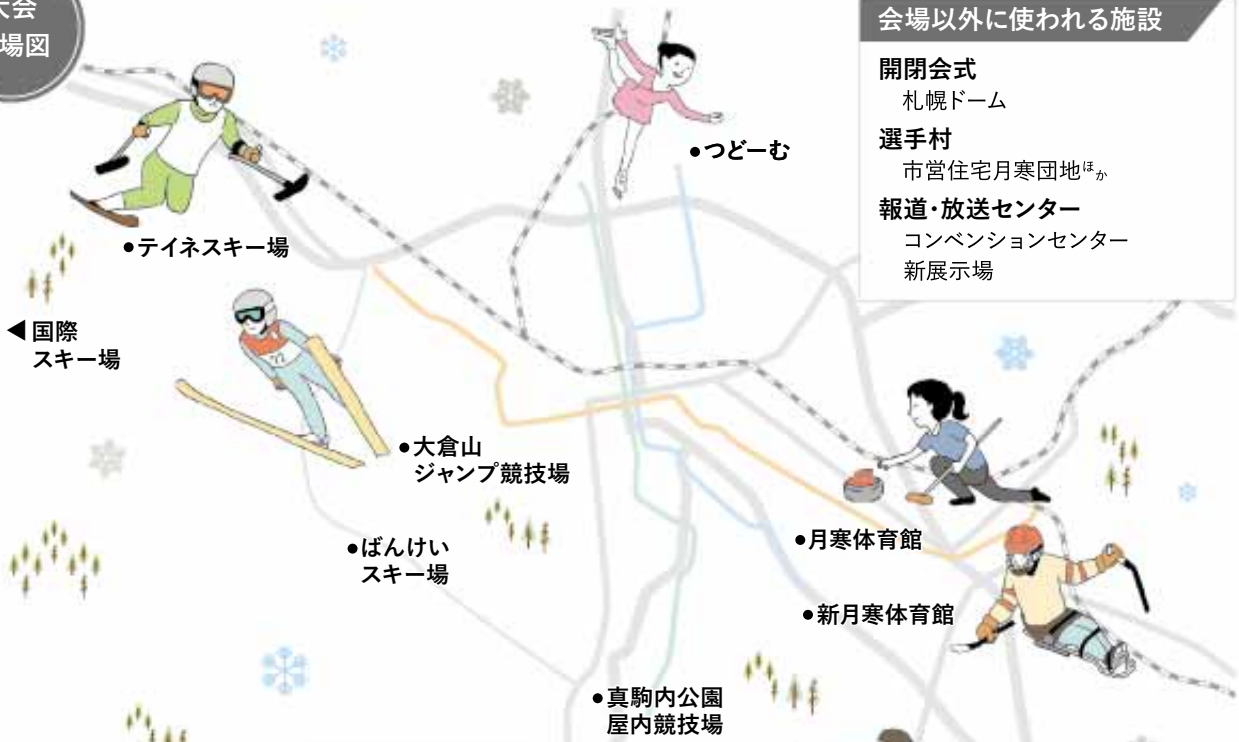 大会
場図
会場以外に使われる施設
開閉会式
札幌ドーム
選手村
市営住宅月寒団地ほか
報道・放送センター
コンベンションセンター
新展示場
●つどーむ
●テイネスキー場
◀国際
スキー場
22
●大倉山
ジャンプ競技場
●ばんけい
スキー場
●月寒体育館
●新月寒体育館
●真駒内公園
屋内競技場